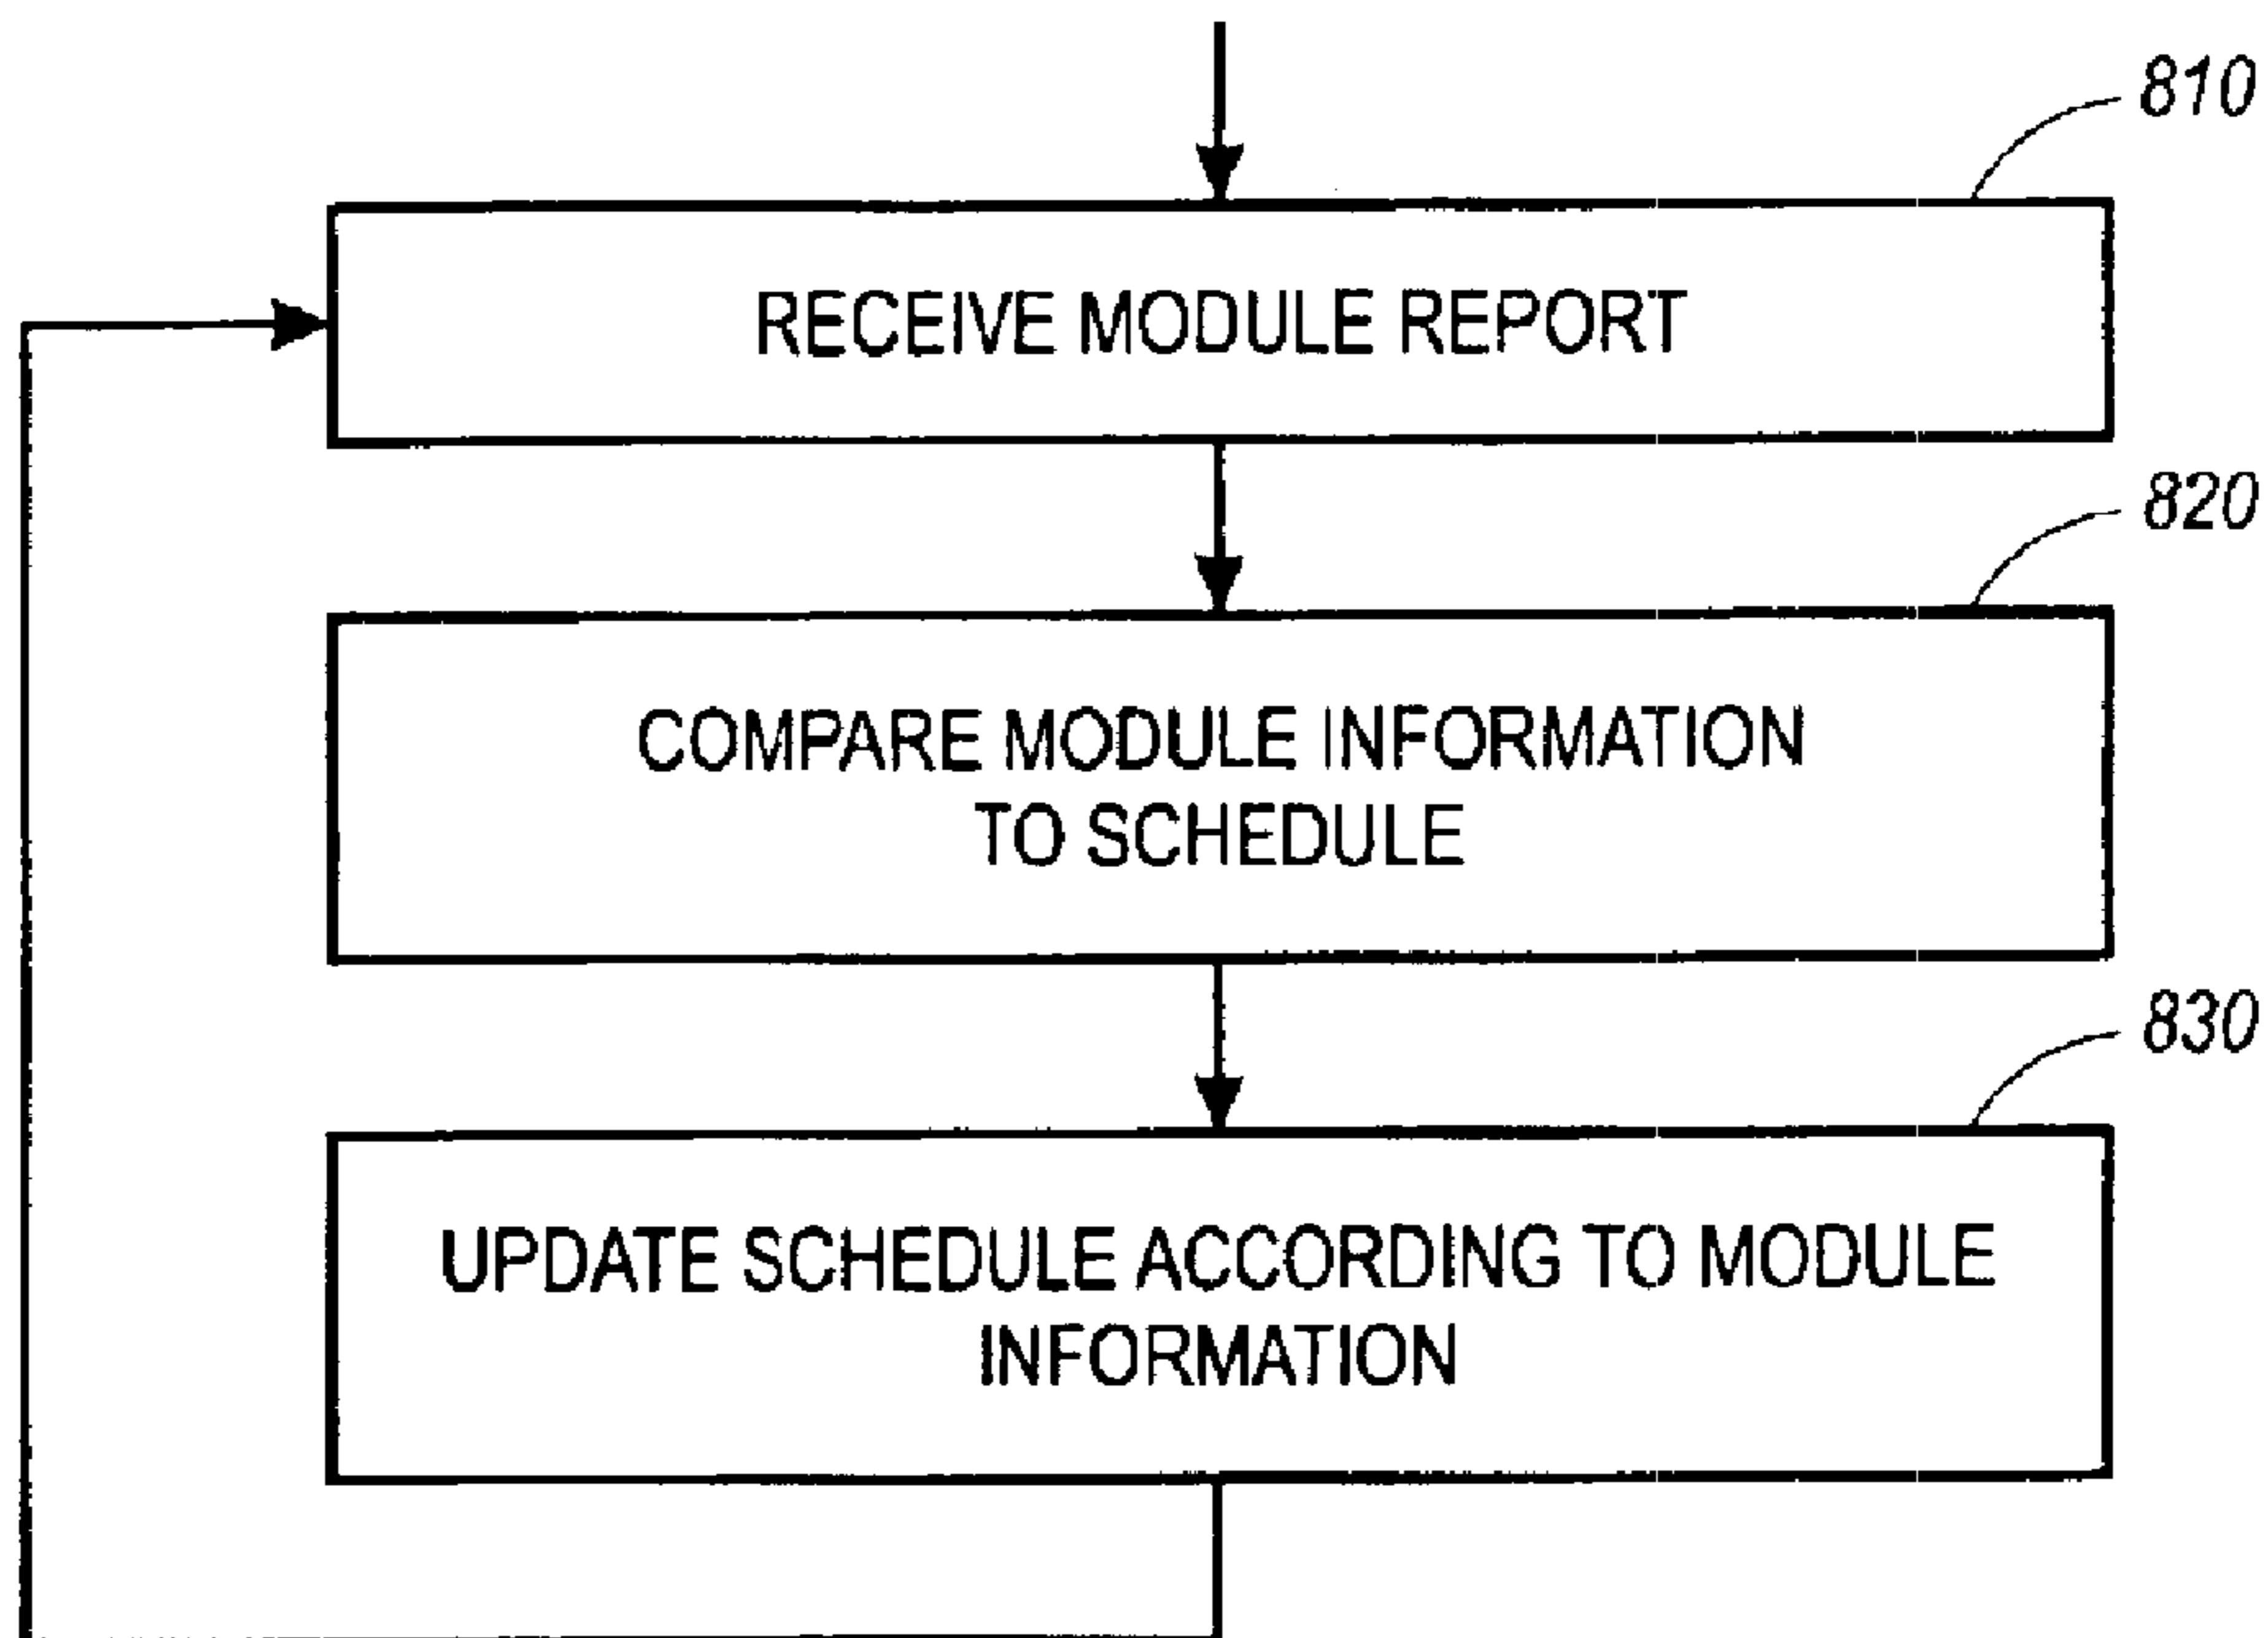 810
RECEIVE MODULE REPORT
820
COMPARE MODULE INFORMATION
TO SCHEDULE
830
UPDATE SCHEDULE ACCORDING TO MODULE
INFORMATION